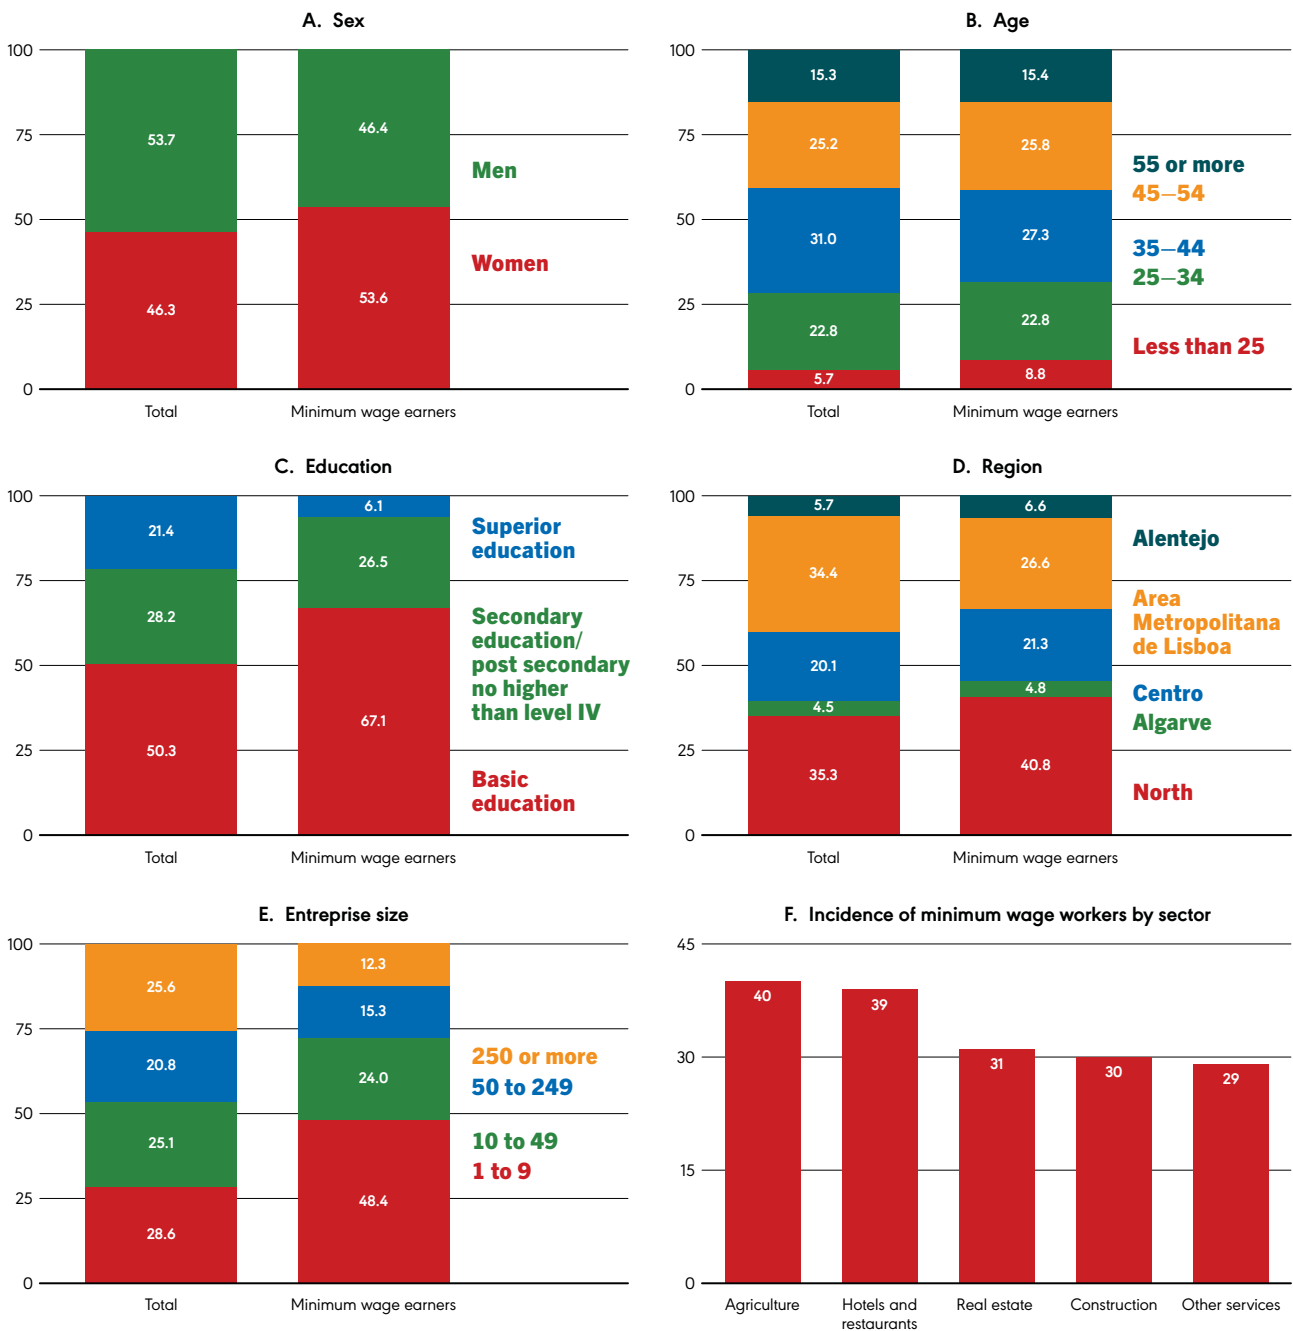 A. Sex
100
75
50
25
0
53.7
46.3
46.4
53.6
Men
Women
Total
Minimum wage earners
B. Age
100
75
50
25
0
15.3
25.2
31.0
22.8
5.7
15.4
25.8
27.3
22.8
8.8
55 or more
45–54
35–44
25–34
Less than 25
Total
Minimum wage earners
C. Education
100
75
50
25
0
21.4
28.2
50.3
6.1
26.5
67.1
Superior
education
Secondary
education/
post secondary
no higher
than level IV
Basic
education
Total
Minimum wage earners
D. Region
100
75
50
25
0
5.7
34.4
20.1
4.5
35.3
6.6
26.6
21.3
4.8
40.8
Alentejo
Area
Metropolitana
de Lisboa
Centro
Algarve
North
Total
Minimum wage earners
E. Entreprise size
100
75
50
25
0
25.6
20.8
25.1
28.6
12.3
15.3
24.0
48.4
250 or more
50 to 249
10 to 49
1 to 9
Total
Minimum wage earners
F. Incidence of minimum wage workers by sector
45
30
15
0
40
39
31
30
29
Agriculture
Hotels and
restaurants
Real estate
Construction
Other services